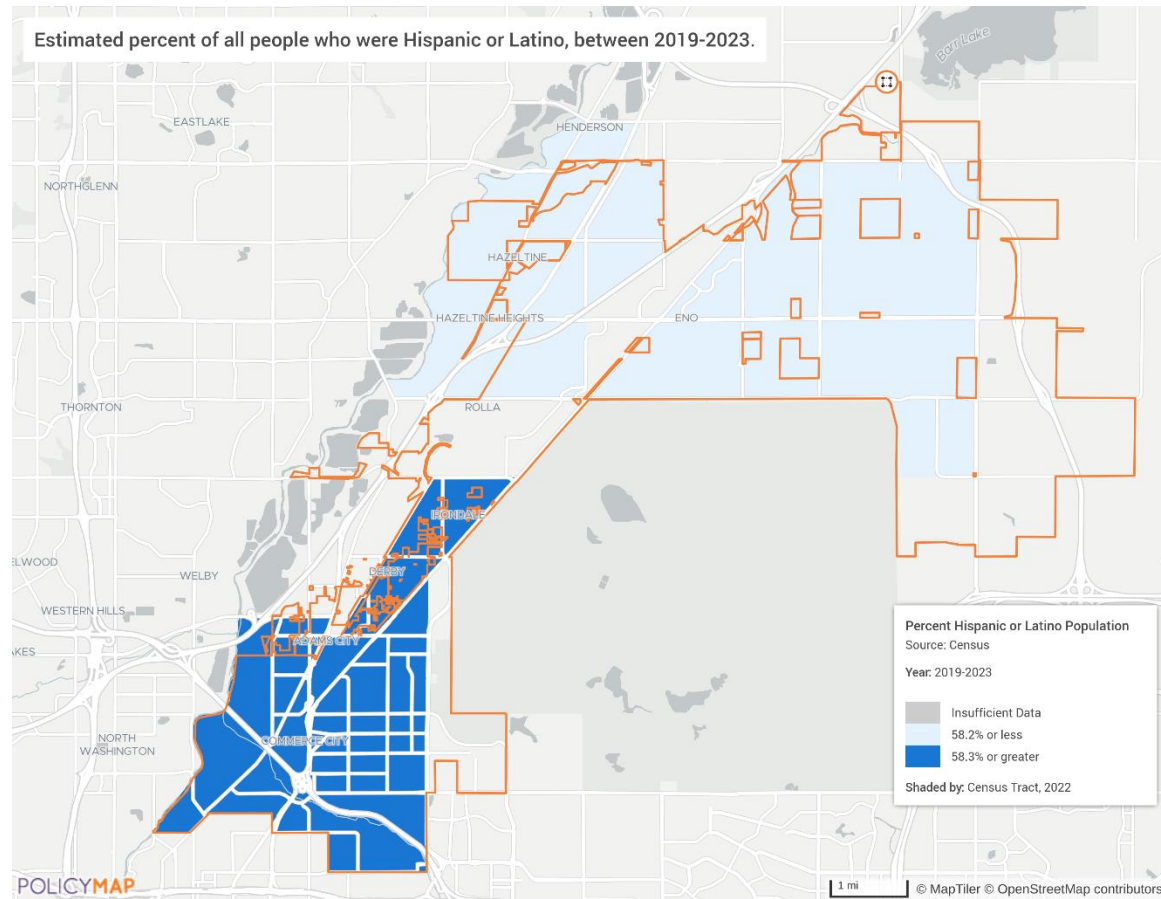 Estimated percent of all people who were Hispanic or Latino, between 2019-2023.
Barr Lake
EASTLAKE
HENDERSON
NORTHGLENN
HAZELTINE
HAZELTINE HEIGHTS
ENO
THORNTON
ROLLA
IRONDALE
ELWOOD
WELBY
DERBY
WESTERN HILLS
ADAMS CITY
AKES
NORTH
WASHINGTON
COMMERCE CITY
Percent Hispanic or Latino Population
Source: Census
Year: 2019-2023
Insufficient Data
58.2% or less
58.3% or greater
Shaded by: Census Tract, 2022
POLICYMAP
1 mi
© MapTiler © OpenStreetMap contributors